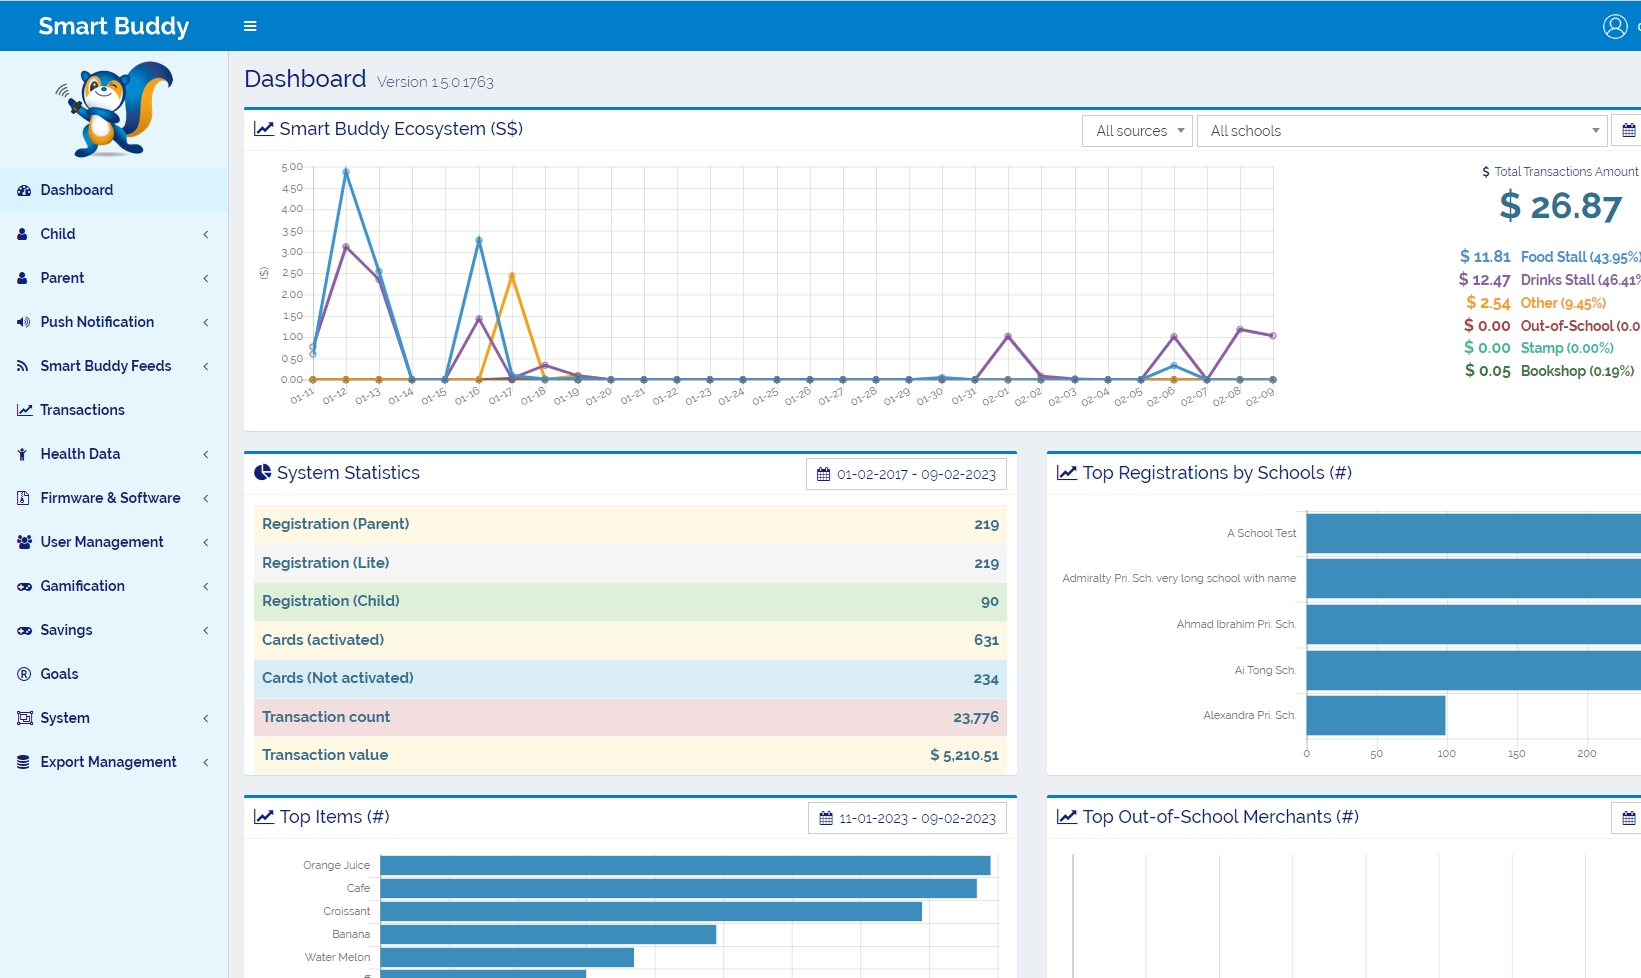 Smart Buddy
Dashboard
Child
Parent
Push Notification
Smart Buddy Feeds
Transactions
Health Data
Firmware & Software
User Management
Gamification
Savings
Goals
System
Export Management
Dashboard Version 1.5.0.1763
Smart Buddy Ecosystem (S$)
All sources
All schools
5.00
4.50
4.00
3.50
3.00
2.50
2.00
1.50
1.00
0.50
0.00
($)
01-11 01-12 01-13 01-14 01-15 01-16 01-17 01-18 01-19 01-20 01-21 01-22 01-23 01-24 01-25 01-26 01-27 01-28 01-29 01-30 01-31 02-01 02-02 02-03 02-04 02-05 02-06 02-07 02-08 02-09
$ Total Transactions Amount
$ 26.87
$ 11.81 Food Stall (43.95%)
$ 12.47 Drinks Stall (46.41%
$ 2.54 Other (9.45%)
$ 0.00 Out-of-School (0.0
$ 0.00 Stamp (0.00%)
$ 0.05 Bookshop (0.19%)
System Statistics
01-02-2017 - 09-02-2023
Registration (Parent) 219
Registration (Lite) 219
Registration (Child) 90
Cards (activated) 631
Cards (Not activated) 234
Transaction count 23,776
Transaction value $ 5,210.51
Top Registrations by Schools (#)
A School Test
Admiralty Pri. Sch. very long school with name
Ahmad Ibrahim Pri. Sch.
Ai Tong Sch.
Alexandra Pri. Sch.
0 50 100 150 200
Top Items (#)
11-01-2023 - 09-02-2023
Orange Juice
Cafe
Croissant
Banana
Water Melon
Top Out-of-School Merchants (#)